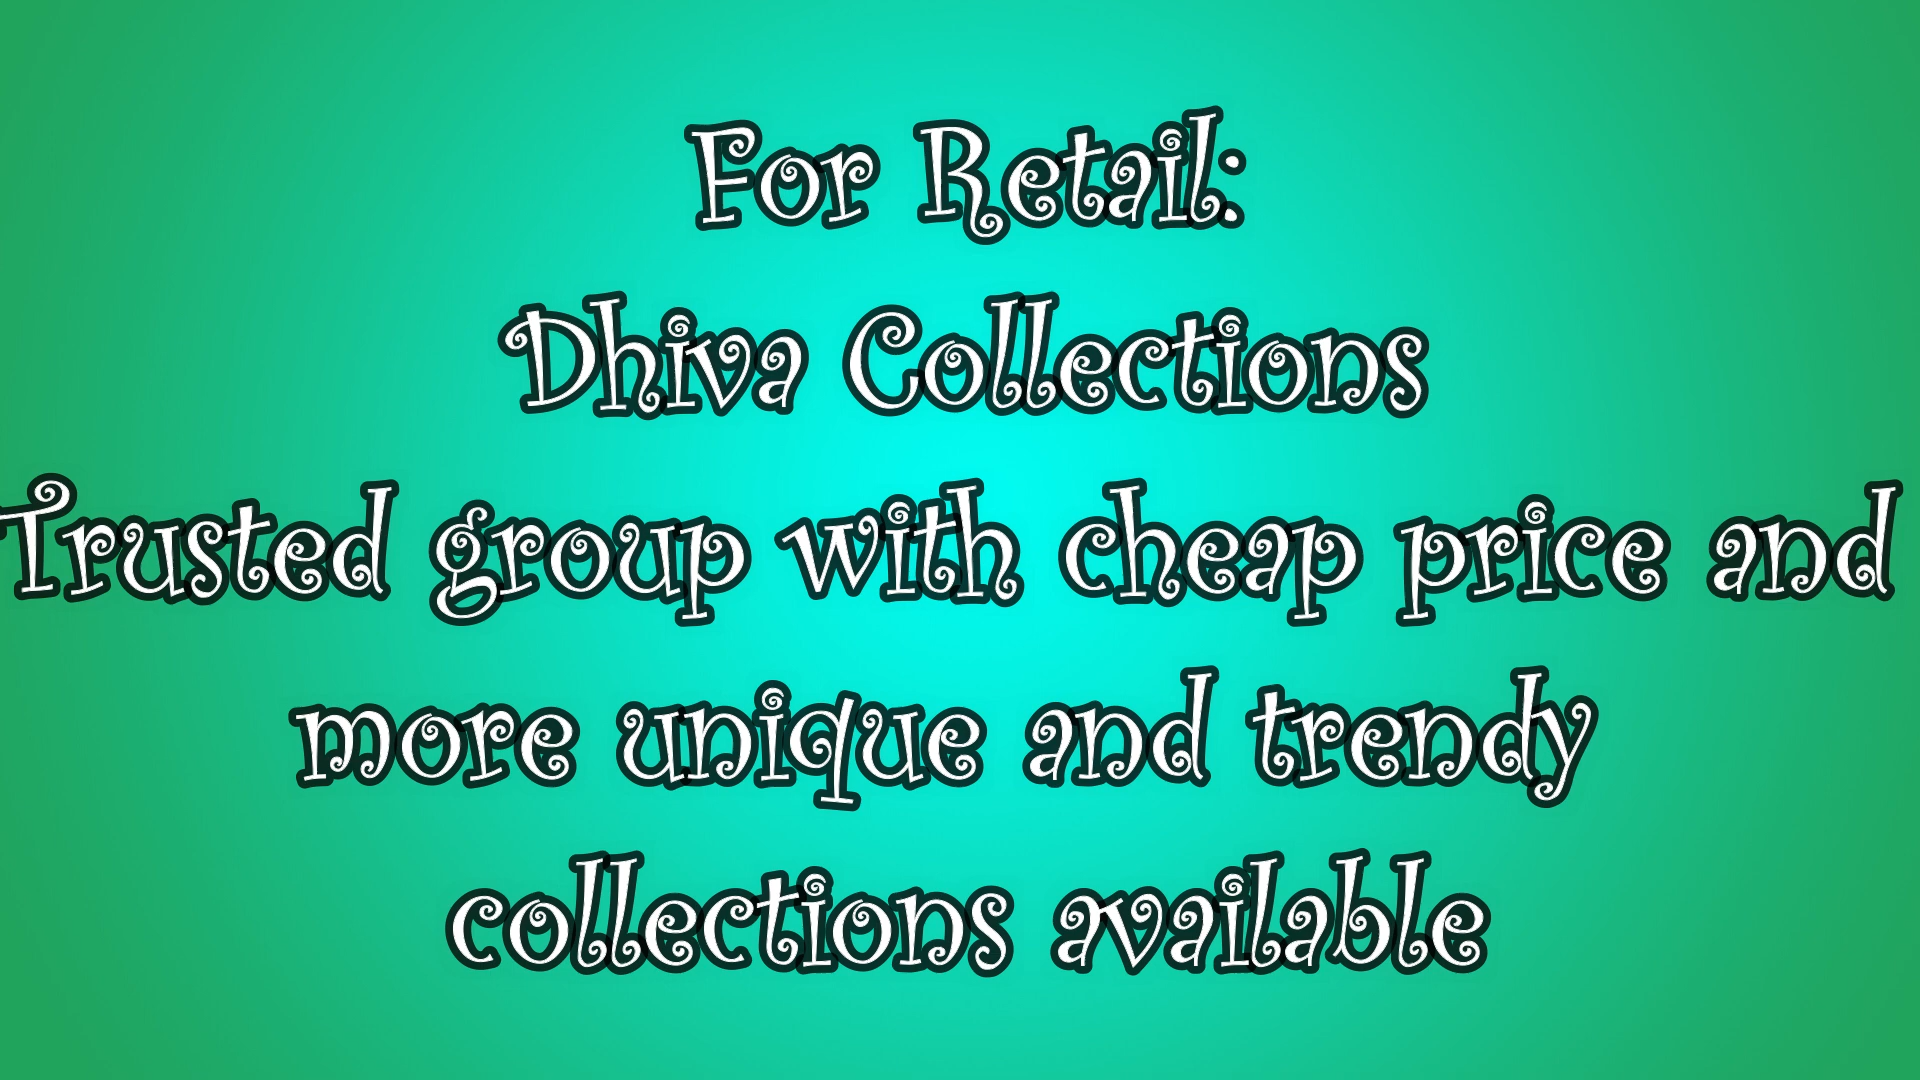 For Retail:
Dhiva Collections
Trusted group with cheap price and
more unique and trendy
collections available